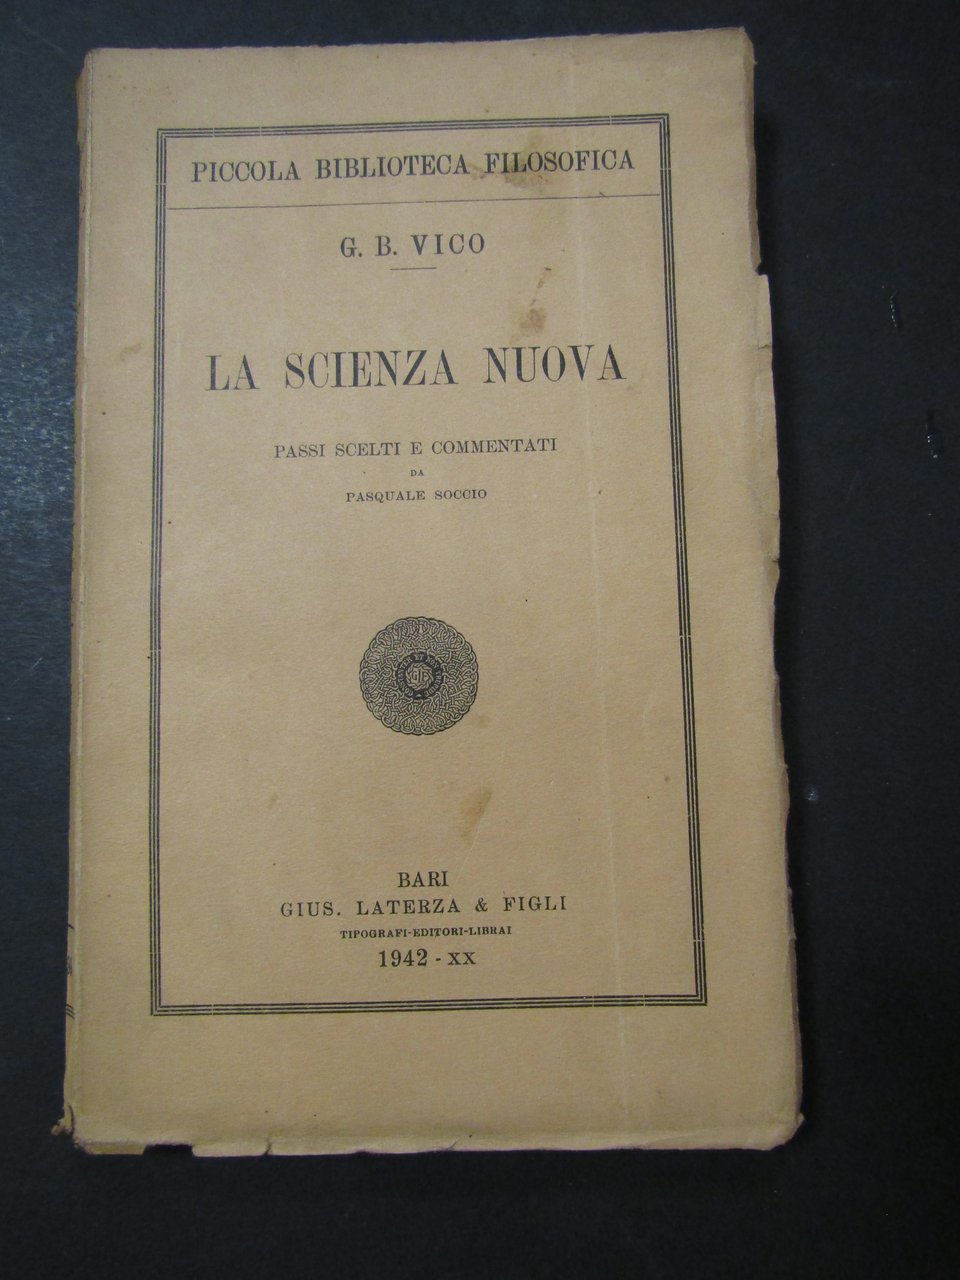 PICCOLA BIBLIOTECA FILOSOFICA
G. B. VICO
LA SCIENZA NUOVA
PASSI SCELTI E COMMENTATI
DA
PASQUALE SOCCIO
BARI
GIUS. LATERZA & FIGLI
TIPOGRAFI-EDITORI-LIBRAI
1942 - XX